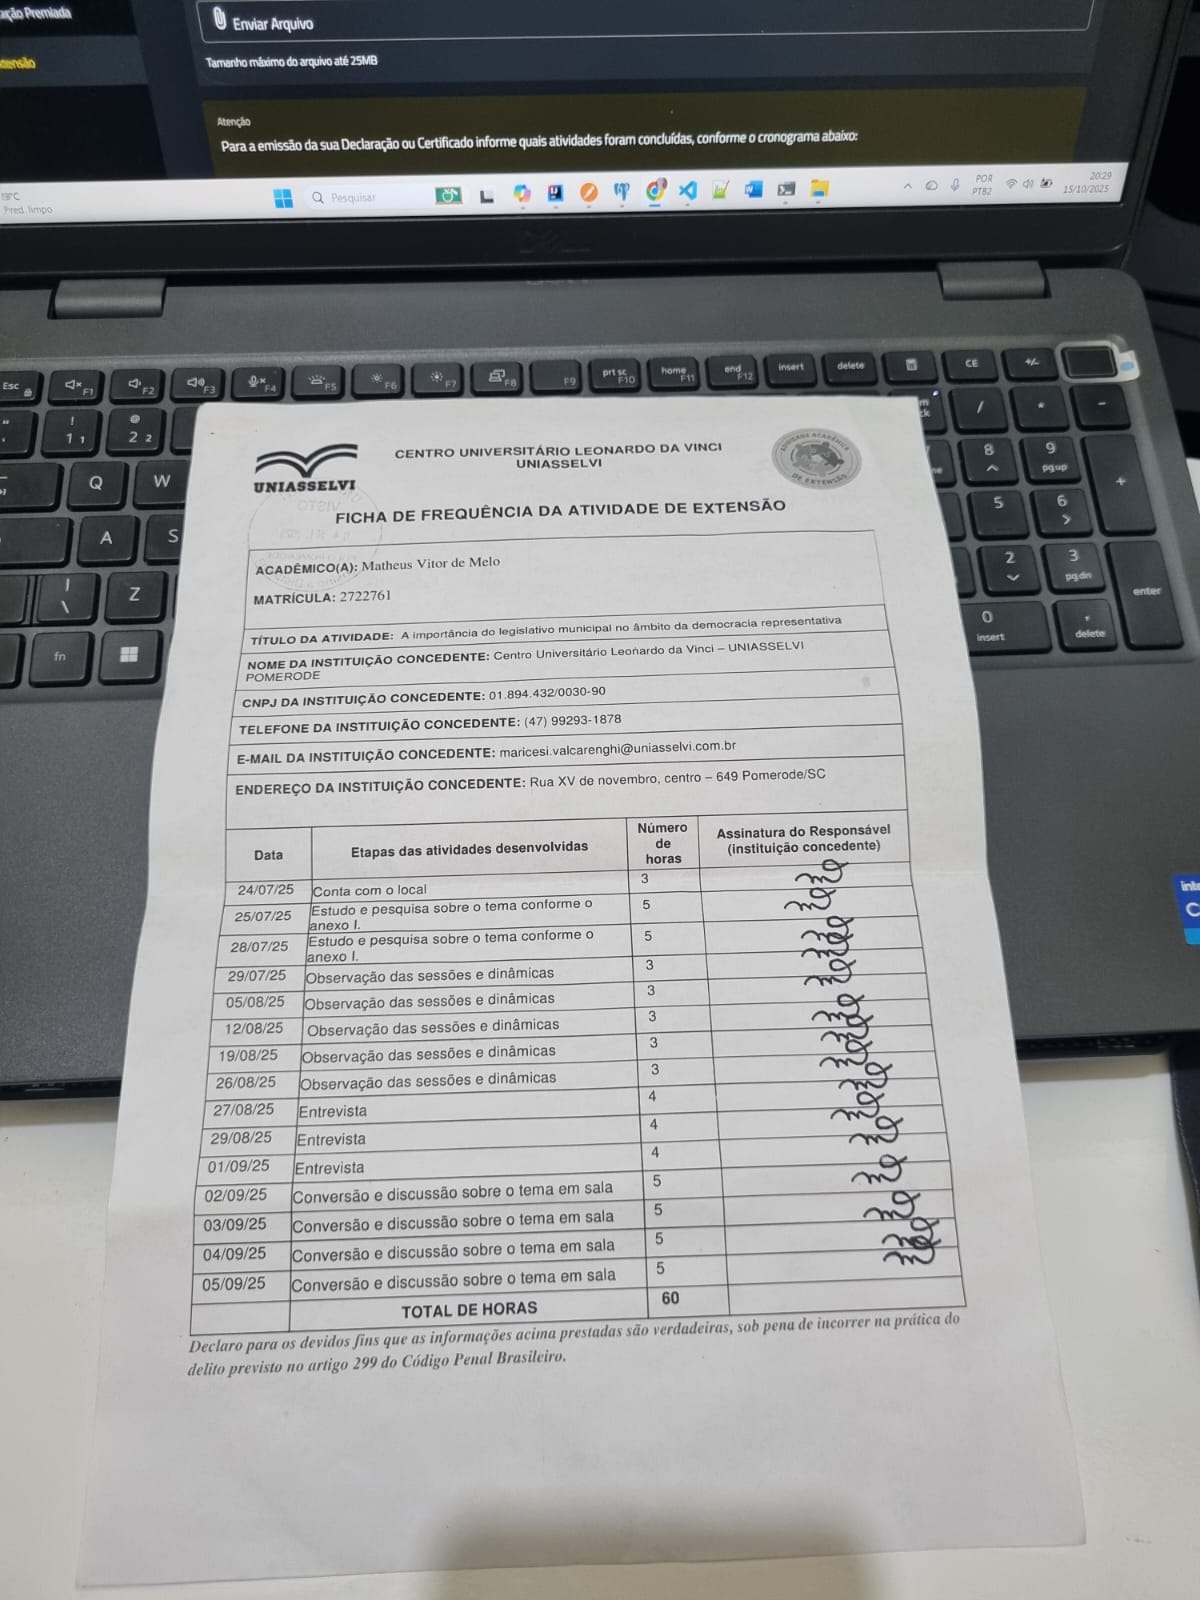 ação Premiada
tensão
Enviar Arquivo
Tamanho máximo do arquivo até 25MB
Atenção
Para a emissão da sua Declaração ou Certificado informe quais atividades foram concluídas, conforme o cronograma abaixo:
Pred. limpo
Pesquisar
POR
PTB2
20:29
15/10/2025
Esc
F1
F2
F3
F4
F5
F6
F7
F8
F9
prt sc
F10
home
F11
end
F12
insert
delete
CE
+/-
!
1
@
2
/
*
-
Q
W
8
9
pgup
+
A
S
5
6
Z
2
3
pgdn
enter
fn
0
insert
delete
UNIASSELVI
CENTRO UNIVERSITÁRIO LEONARDO DA VINCI
UNIASSELVI
ATIVIDADE ACADÊMICA
DE EXTENSÃO
FICHA DE FREQUÊNCIA DA ATIVIDADE DE EXTENSÃO
ACADÊMICO(A): Matheus Vitor de Melo
MATRÍCULA: 2722761
TÍTULO DA ATIVIDADE: A importância do legislativo municipal no âmbito da democracia representativa
NOME DA INSTITUIÇÃO CONCEDENTE: Centro Universitário Leonardo da Vinci – UNIASSELVI
POMERODE
CNPJ DA INSTITUIÇÃO CONCEDENTE: 01.894.432/0030-90
TELEFONE DA INSTITUIÇÃO CONCEDENTE: (47) 99293-1878
E-MAIL DA INSTITUIÇÃO CONCEDENTE: maricesi.valcarenghi@uniasselvi.com.br
ENDEREÇO DA INSTITUIÇÃO CONCEDENTE: Rua XV de novembro, centro – 649 Pomerode/SC
Data
Etapas das atividades desenvolvidas
Número
de
horas
Assinatura do Responsável
(instituição concedente)
24/07/25 Conta com o local 3
25/07/25 Estudo e pesquisa sobre o tema conforme o 5
anexo I.
28/07/25 Estudo e pesquisa sobre o tema conforme o 5
anexo I.
29/07/25 Observação das sessões e dinâmicas 3
05/08/25 Observação das sessões e dinâmicas 3
12/08/25 Observação das sessões e dinâmicas 3
19/08/25 Observação das sessões e dinâmicas 3
26/08/25 Observação das sessões e dinâmicas 3
27/08/25 Entrevista 4
29/08/25 Entrevista 4
01/09/25 Entrevista 4
02/09/25 Conversão e discussão sobre o tema em sala 5
03/09/25 Conversão e discussão sobre o tema em sala 5
04/09/25 Conversão e discussão sobre o tema em sala 5
05/09/25 Conversão e discussão sobre o tema em sala 5
TOTAL DE HORAS 60
Declaro para os devidos fins que as informações acima prestadas são verdadeiras, sob pena de incorrer na prática do
delito previsto no artigo 299 do Código Penal Brasileiro.